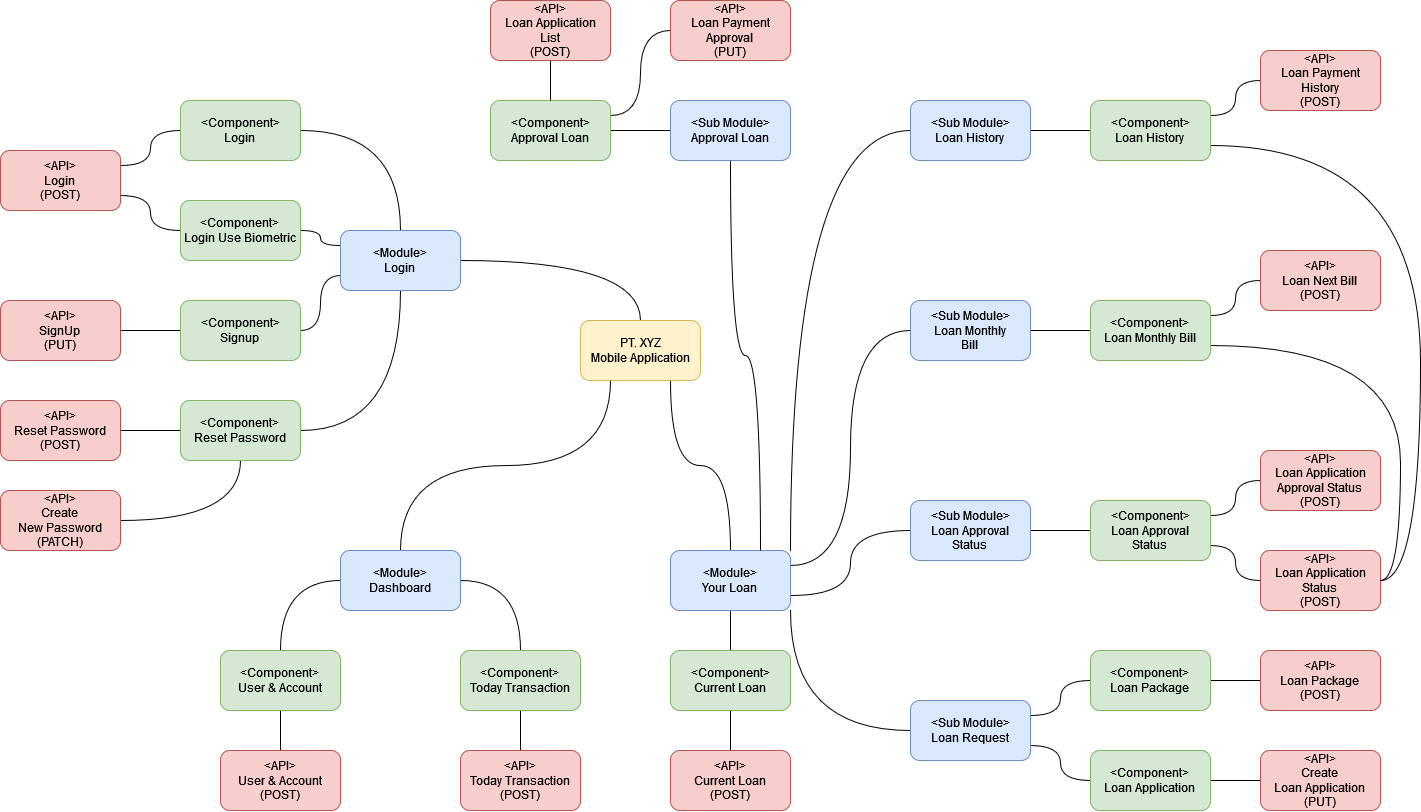 <API>
Loan Application
List
(POST)
<API>
Loan Payment
Approval
(PUT)
<API>
Loan Payment
History
(POST)
<Component>
Login
<Component>
Approval Loan
<Sub Module>
Approval Loan
<Sub Module>
Loan History
<Component>
Loan History
<API>
Login
(POST)
<Component>
Login Use Biometric
<Module>
Login
<API>
Loan Next Bill
(POST)
<API>
SignUp
(PUT)
<Component>
Signup
PT. XYZ
Mobile Application
<Sub Module>
Loan Monthly
Bill
<Component>
Loan Monthly Bill
<API>
Reset Password
(POST)
<Component>
Reset Password
<API>
Loan Application
Approval Status
(POST)
<API>
Create
New Password
(PATCH)
<Sub Module>
Loan Approval
Status
<Component>
Loan Approval
Status
<Module>
Dashboard
<Module>
Your Loan
<API>
Loan Application
Status
(POST)
<Component>
User & Account
<Component>
Today Transaction
<Component>
Current Loan
<Component>
Loan Package
<API>
Loan Package
(POST)
<Sub Module>
Loan Request
<API>
User & Account
(POST)
<API>
Today Transaction
(POST)
<API>
Current Loan
(POST)
<Component>
Loan Application
<API>
Create
Loan Application
(PUT)